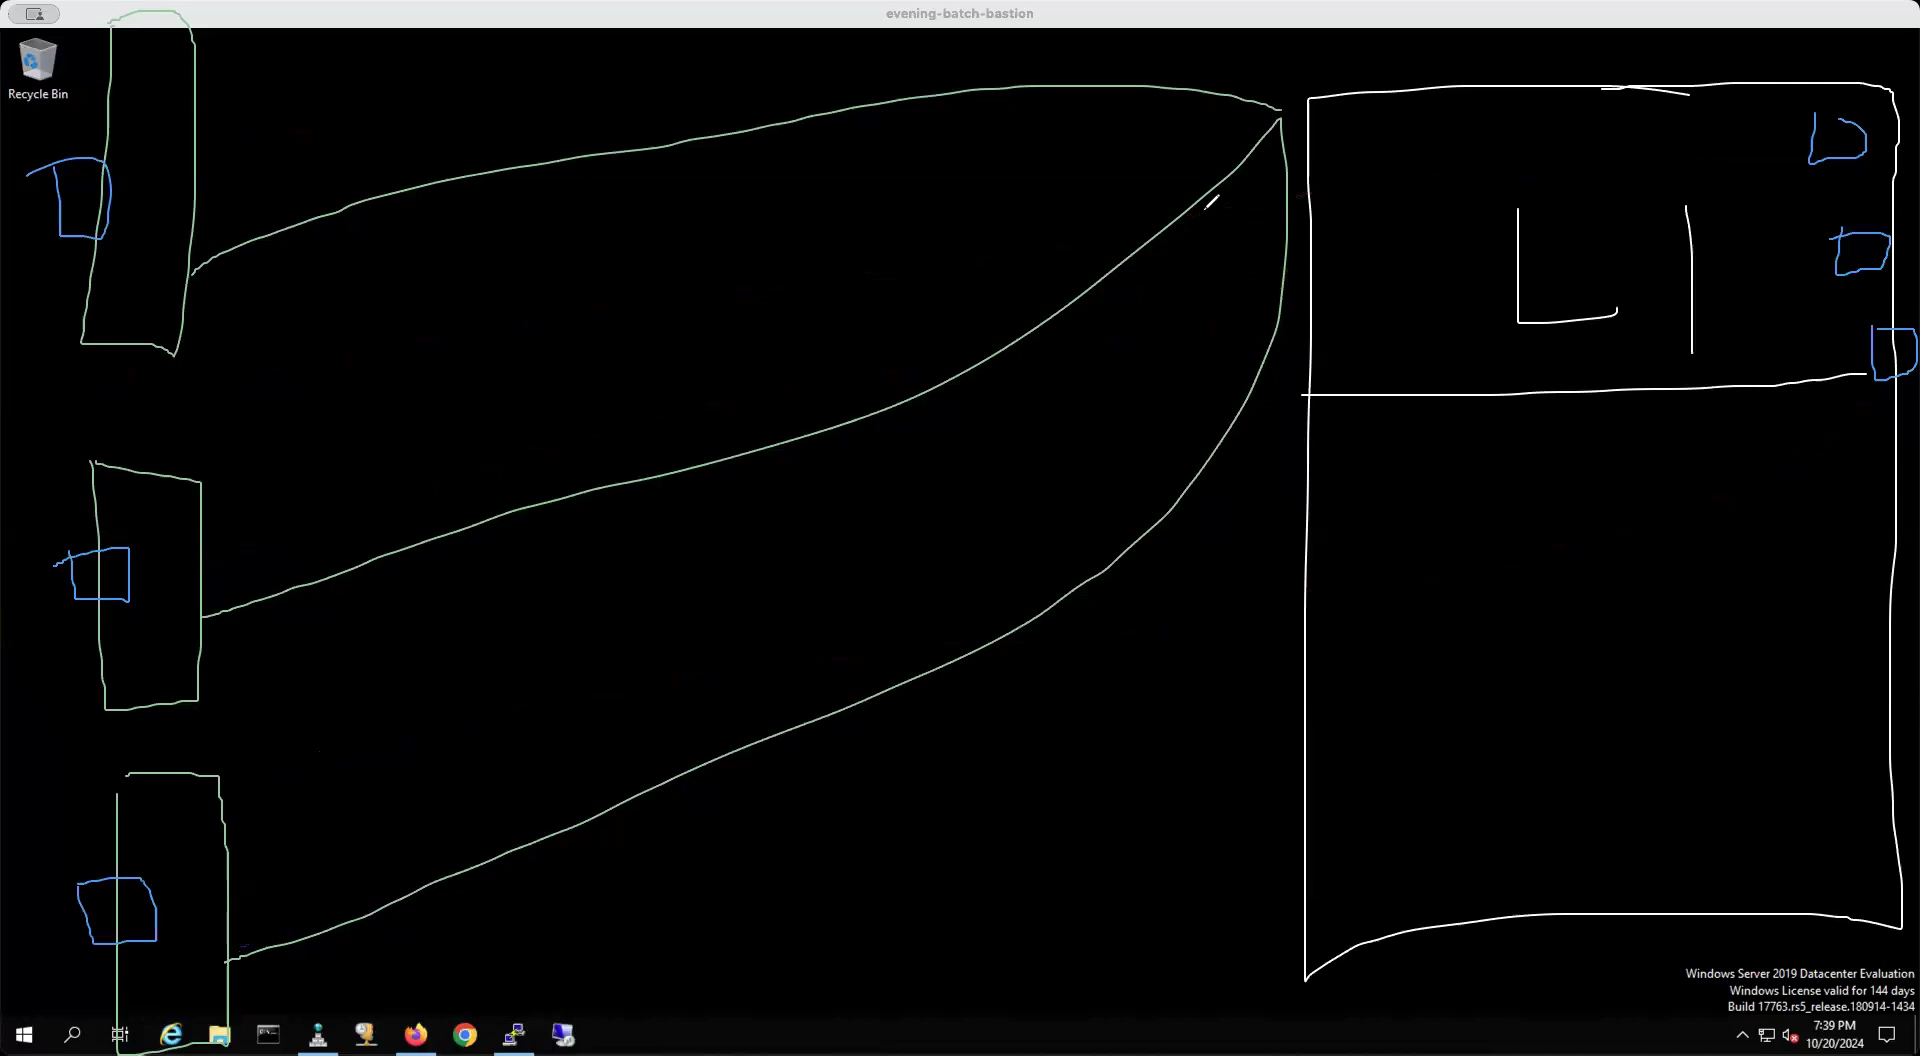 evening-batch-bastion
Recycle Bin
L1
Windows Server 2019 Datacenter Evaluation
Windows License valid for 144 days
Build 17763.rs5_release.180914-1434
7:39 PM
10/20/2024